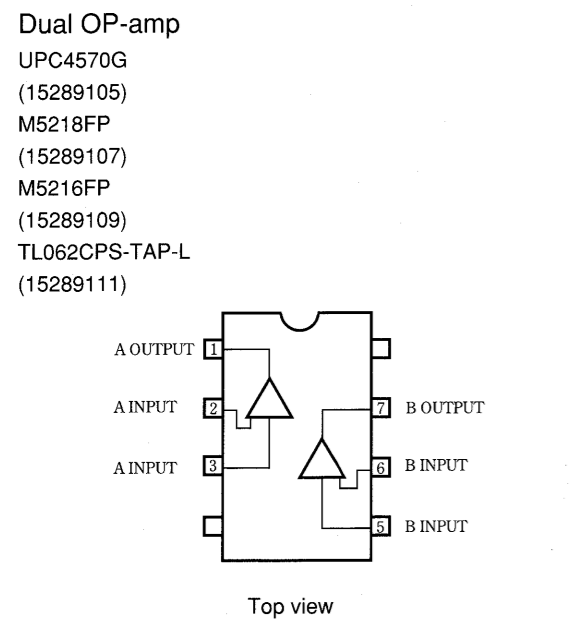 Dual OP-amp
UPC4570G
(15289105)
M5218FP
(15289107)
M5216FP
(15289109)
TL062CPS-TAP-L
(15289111)
A OUTPUT 1
A INPUT 2
7 B OUTPUT
A INPUT 3
6 B INPUT
5 B INPUT
Top view